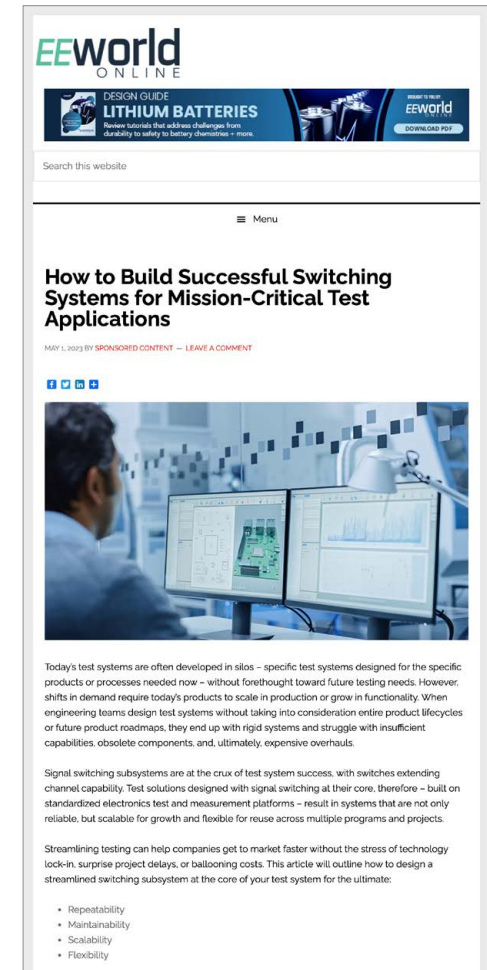 EEWorld
ONLINE
DESIGN GUIDE
LITHIUM BATTERIES
Review tutorials that address challenges from
durability to safety to battery chemistries + more.
BROUGHT TO YOU BY
EEWorld
ONLINE
DOWNLOAD PDF
Search this website
≡ Menu
How to Build Successful Switching
Systems for Mission-Critical Test
Applications
MAY 1, 2023 BY SPONSORED CONTENT — LEAVE A COMMENT
Today's test systems are often developed in silos – specific test systems designed for the specific
products or processes needed now – without forethought toward future testing needs. However,
shifts in demand require today's products to scale in production or grow in functionality. When
engineering teams design test systems without taking into consideration entire product lifecycles
or future product roadmaps, they end up with rigid systems and struggle with insufficient
capabilities, obsolete components, and, ultimately, expensive overhauls.
Signal switching subsystems are at the crux of test system success, with switches extending
channel capability. Test solutions designed with signal switching at their core, therefore – built on
standardized electronics test and measurement platforms – result in systems that are not only
reliable, but scalable for growth and flexible for reuse across multiple programs and projects.
Streamlining testing can help companies get to market faster without the stress of technology
lock-in, surprise project delays, or ballooning costs. This article will outline how to design a
streamlined switching subsystem at the core of your test system for the ultimate:
• Repeatability
• Maintainability
• Scalability
• Flexibility